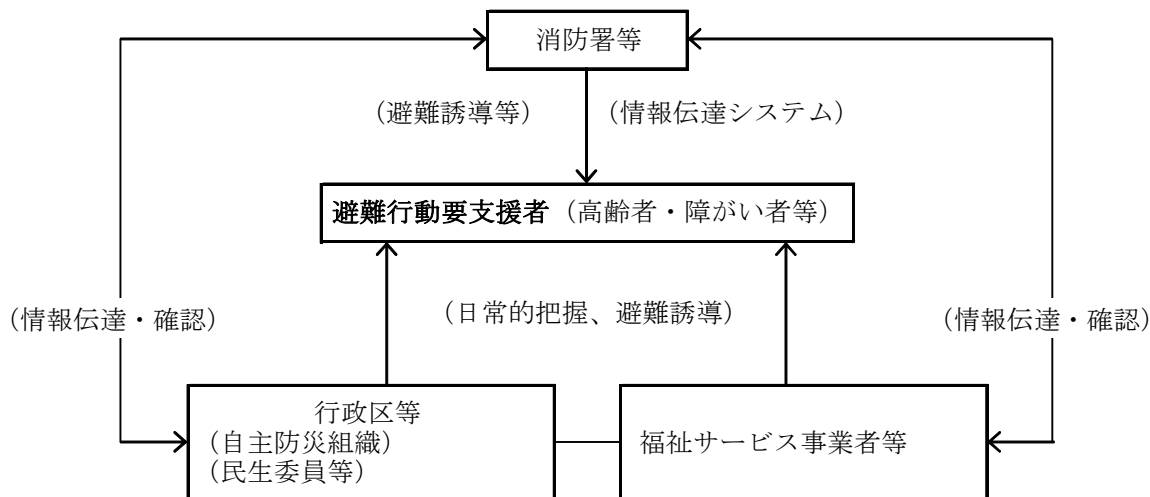 消防署等
（避難誘導等）
（情報伝達システム）
避難行動要支援者（高齢者・障がい者等）
（情報伝達・確認）
（日常的把握、避難誘導）
（情報伝達・確認）
行政区等
（自主防災組織）
（民生委員等）
福祉サービス事業者等